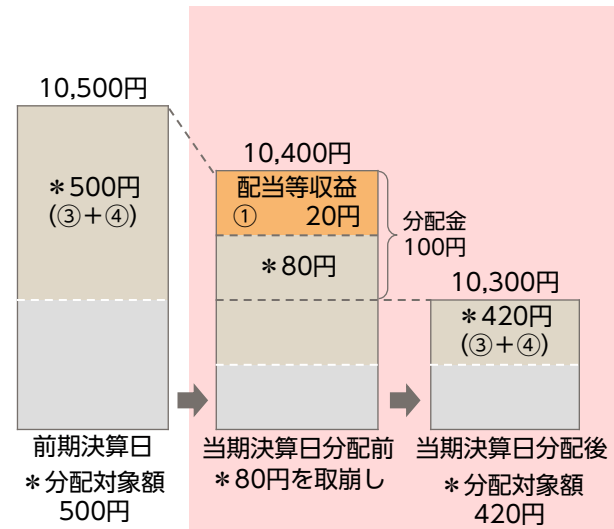 10,500円
＊500円
(③＋④)
前期決算日
＊分配対象額
500円
10,400円
配当等収益
① 20円
＊80円
分配金
100円
当期決算日分配前
＊80円を取崩し
10,300円
＊420円
(③＋④)
当期決算日分配後
＊分配対象額
420円